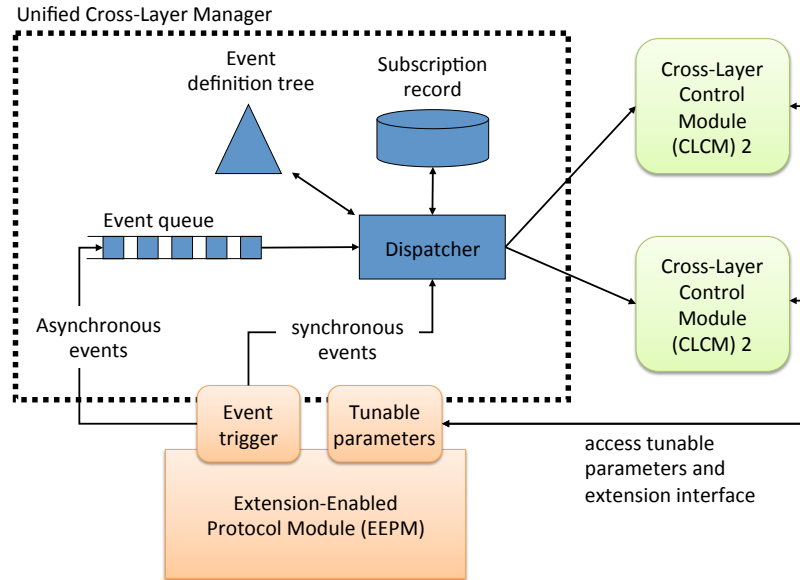 Unified Cross-Layer Manager
Event
definition tree
Subscription
record
Cross-Layer
Control
Module
(CLCM) 2
Event queue
Dispatcher
Cross-Layer
Control
Module
(CLCM) 2
Asynchronous
events
synchronous
events
Event
trigger
Tunable
parameters
access tunable
parameters and
extension interface
Extension-Enabled
Protocol Module (EEPM)